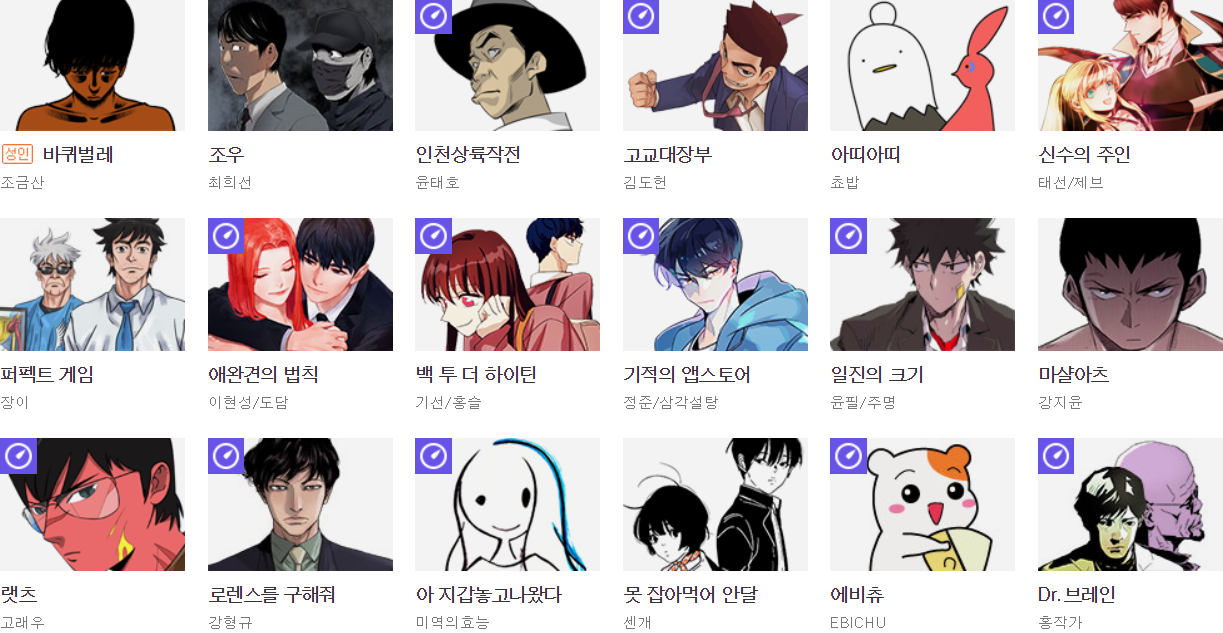 성인 바퀴벌레
조금산
조우
최희선
인천상륙작전
윤태호
고교대장부
김도헌
아띠아띠
쵸밥
신수의 주인
태선/제브
퍼펙트 게임
장이
애완견의 법칙
이현성/도담
백 투 더 하이틴
기선/홍슬
기적의 앱스토어
정준/삼각설탕
일진의 크기
윤필/주명
마샬아츠
강지윤
랫츠
고래우
로렌스를 구해줘
강형규
아 지갑놓고나왔다
미역의효능
못 잡아먹어 안달
센개
에비츄
EBICHU
Dr. 브레인
홍작가